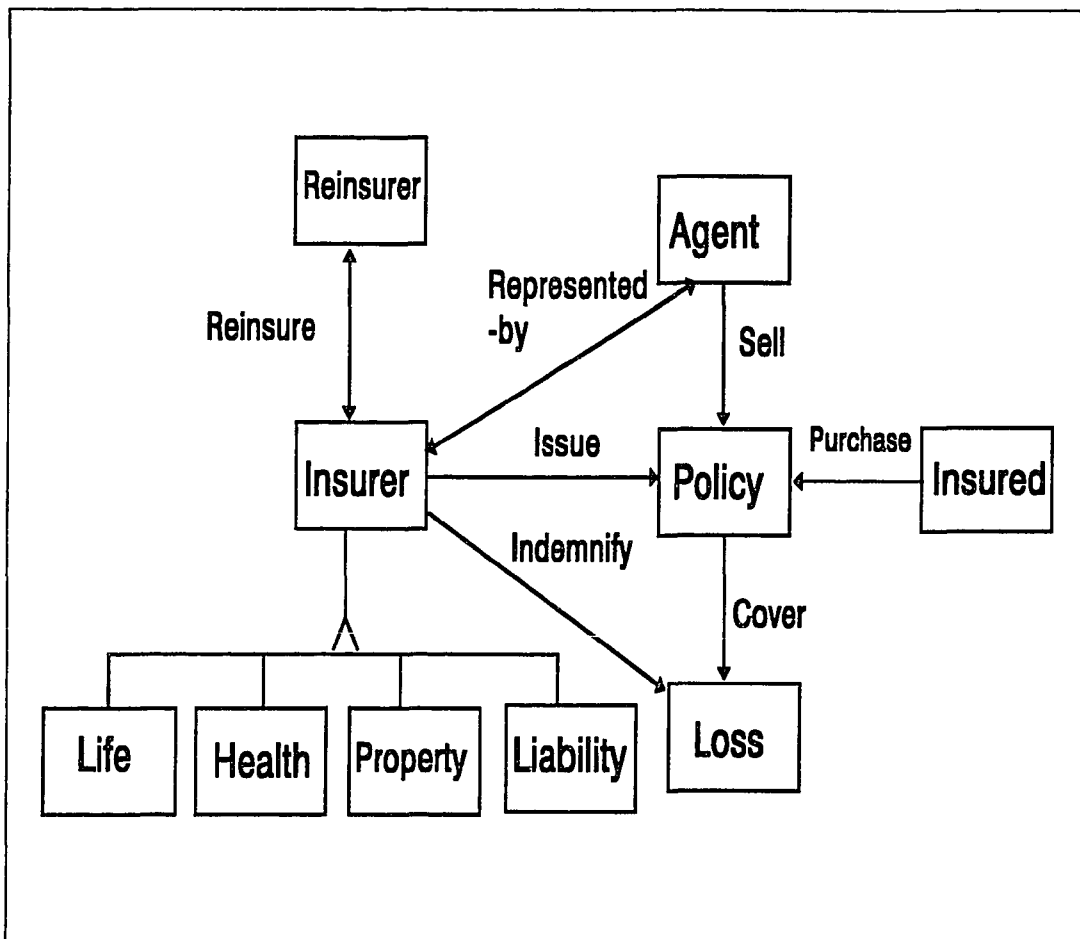 Reinsurer
Agent
Represented
-by
Reinsure
Sell
Issue
Purchase
Insurer
Policy
Insured
Indemnify
Cover
Life
Health
Property
Liability
Loss